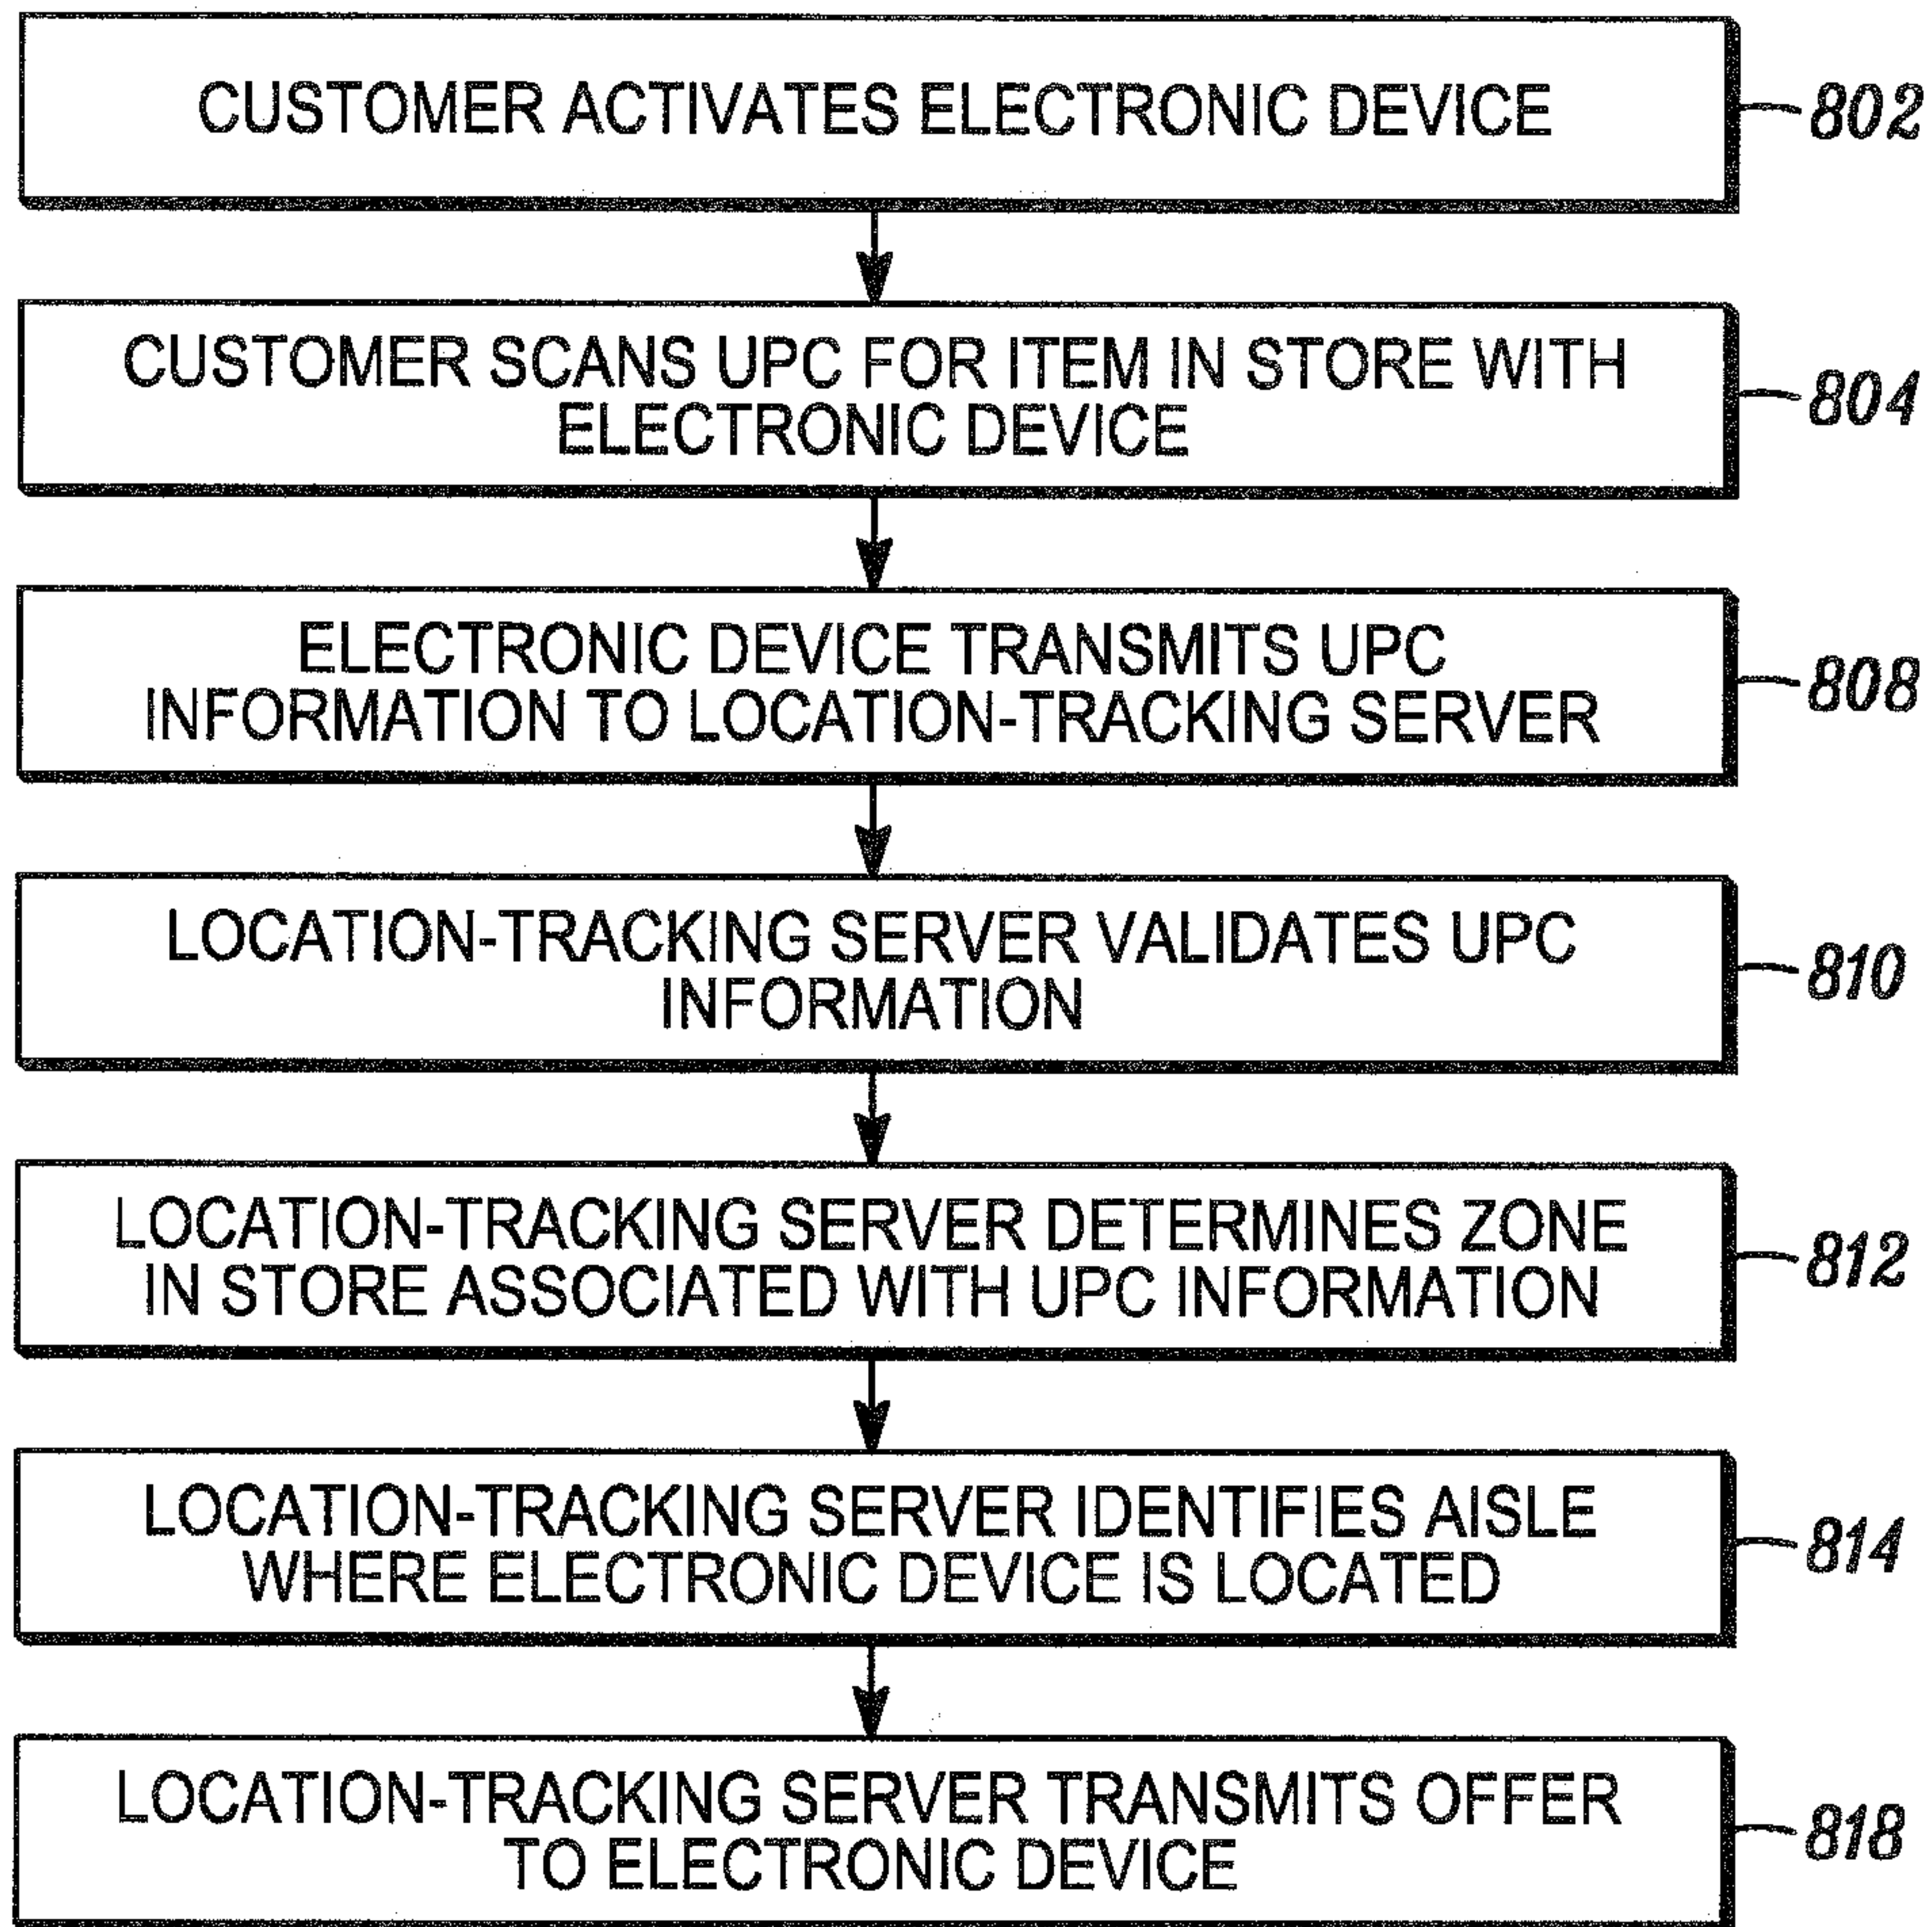 CUSTOMER ACTIVATES ELECTRONIC DEVICE
802
CUSTOMER SCANS UPC FOR ITEM IN STORE WITH
ELECTRONIC DEVICE
804
ELECTRONIC DEVICE TRANSMITS UPC
INFORMATION TO LOCATION-TRACKING SERVER
808
LOCATION-TRACKING SERVER VALIDATES UPC
INFORMATION
810
LOCATION-TRACKING SERVER DETERMINES ZONE
IN STORE ASSOCIATED WITH UPC INFORMATION
812
LOCATION-TRACKING SERVER IDENTIFIES AISLE
WHERE ELECTRONIC DEVICE IS LOCATED
814
LOCATION-TRACKING SERVER TRANSMITS OFFER
TO ELECTRONIC DEVICE
818